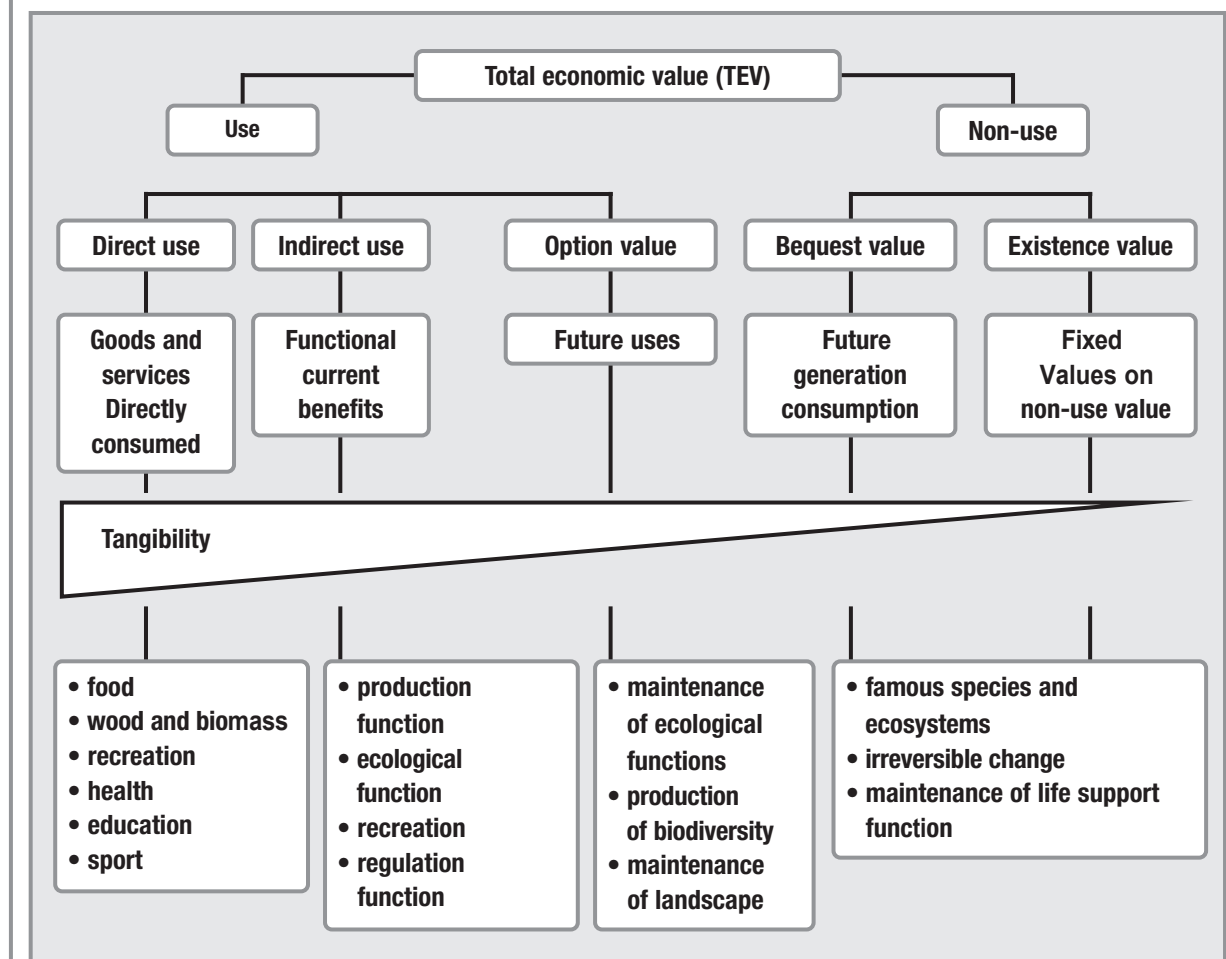 Total economic value (TEV)
Use
Non-use
Direct use
Indirect use
Option value
Bequest value
Existence value
Goods and
services
Directly
consumed
Functional
current
benefits
Future uses
Future
generation
consumption
Fixed
Values on
non-use value
Tangibility
• food
• wood and biomass
• recreation
• health
• education
• sport
• production
function
• ecological
function
• recreation
• regulation
function
• maintenance
of ecological
functions
• production
of biodiversity
• maintenance
of landscape
• famous species and
ecosystems
• irreversible change
• maintenance of life support
function